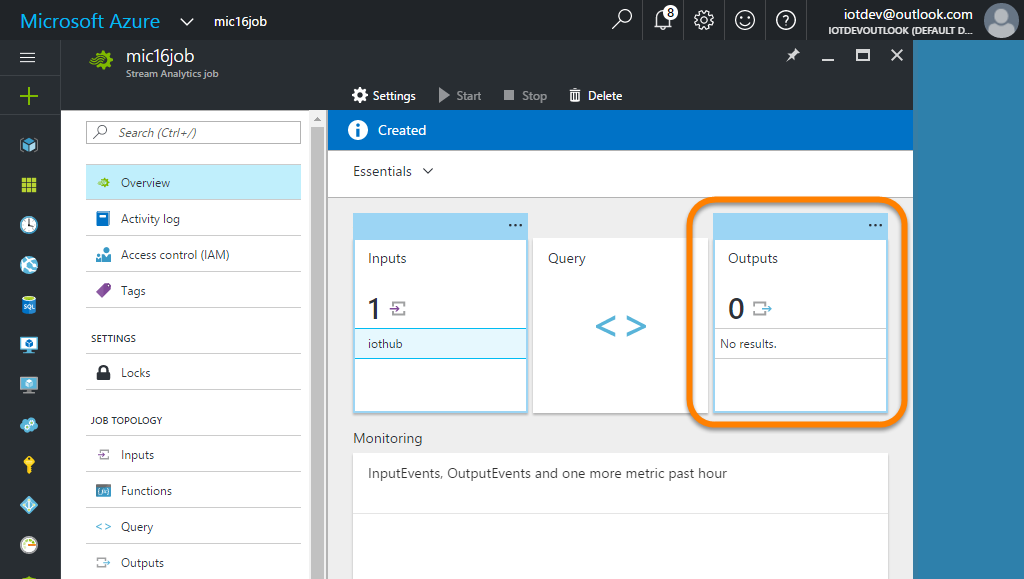 Microsoft Azure
mic16job
8
iotdev@outlook.com
IOTDEVOUTLOOK (DEFAULT D...
mic16job
Stream Analytics job
Settings
Start
Stop
Delete
Search (Ctrl+/)
Overview
Activity log
Access control (IAM)
Tags
SETTINGS
Locks
JOB TOPOLOGY
Inputs
Functions
Query
Outputs
SQL
Created
Essentials
Inputs
1
iothub
Query
< >
Outputs
0
No results.
Monitoring
InputEvents, OutputEvents and one more metric past hour